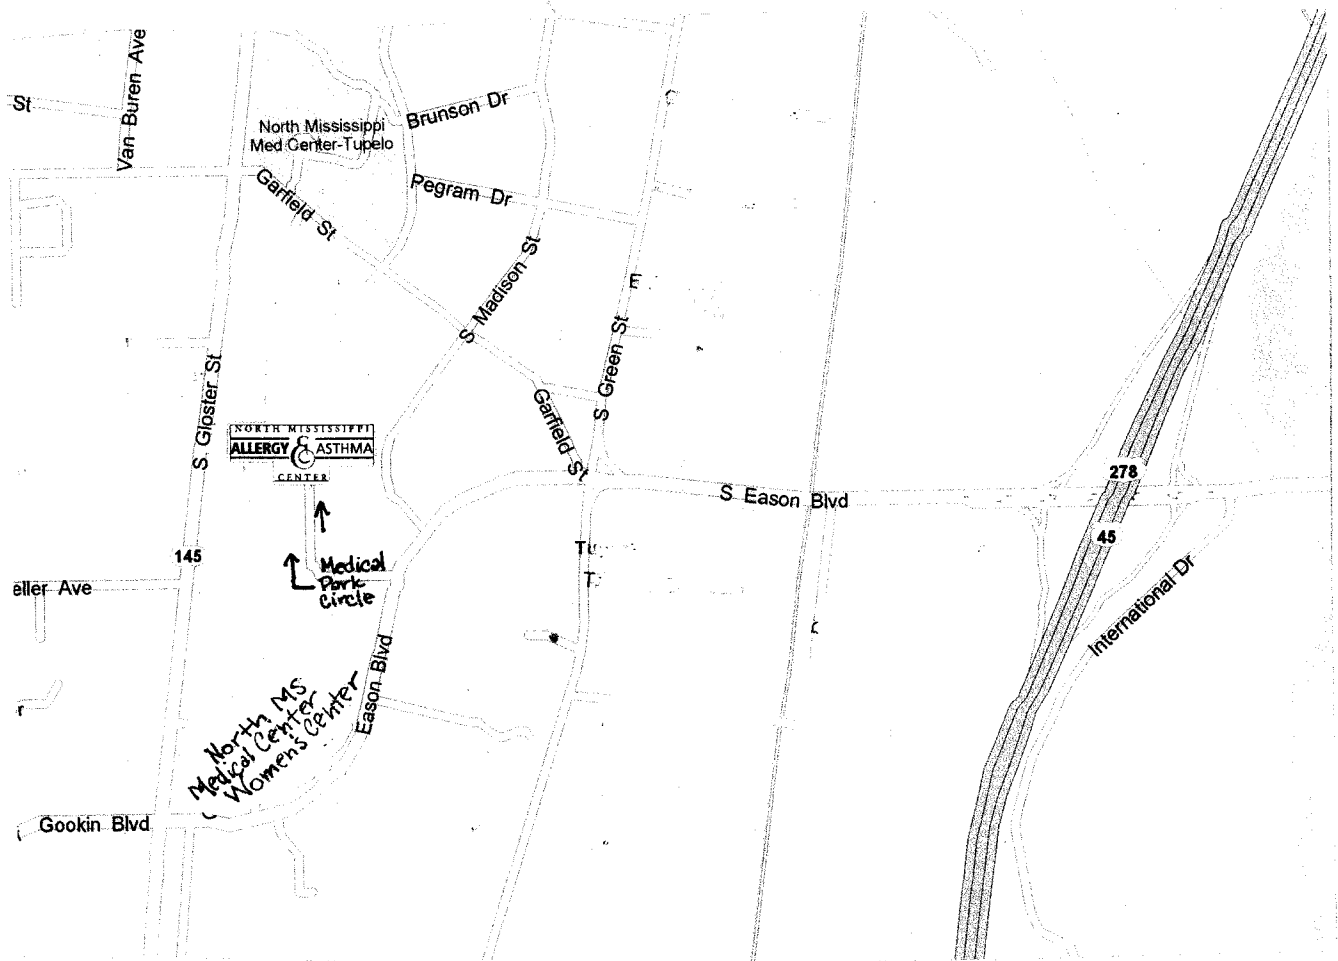 Van Buren Ave
St
Brunson Dr
North Mississippi
Med Center-Tupelo
Garfield St
Pegram Dr
S Madison St
E
S Green St
S. Gloster St
Garfield St
NORTH MISSISSIPPI
ALLERGY & ASTHMA
CENTER
278
S Eason Blvd
45
145
Medical
Park
Circle
eller Ave
International Dr
Eason Blvd
North MS
Medical Center
Women's Center
Gookin Blvd